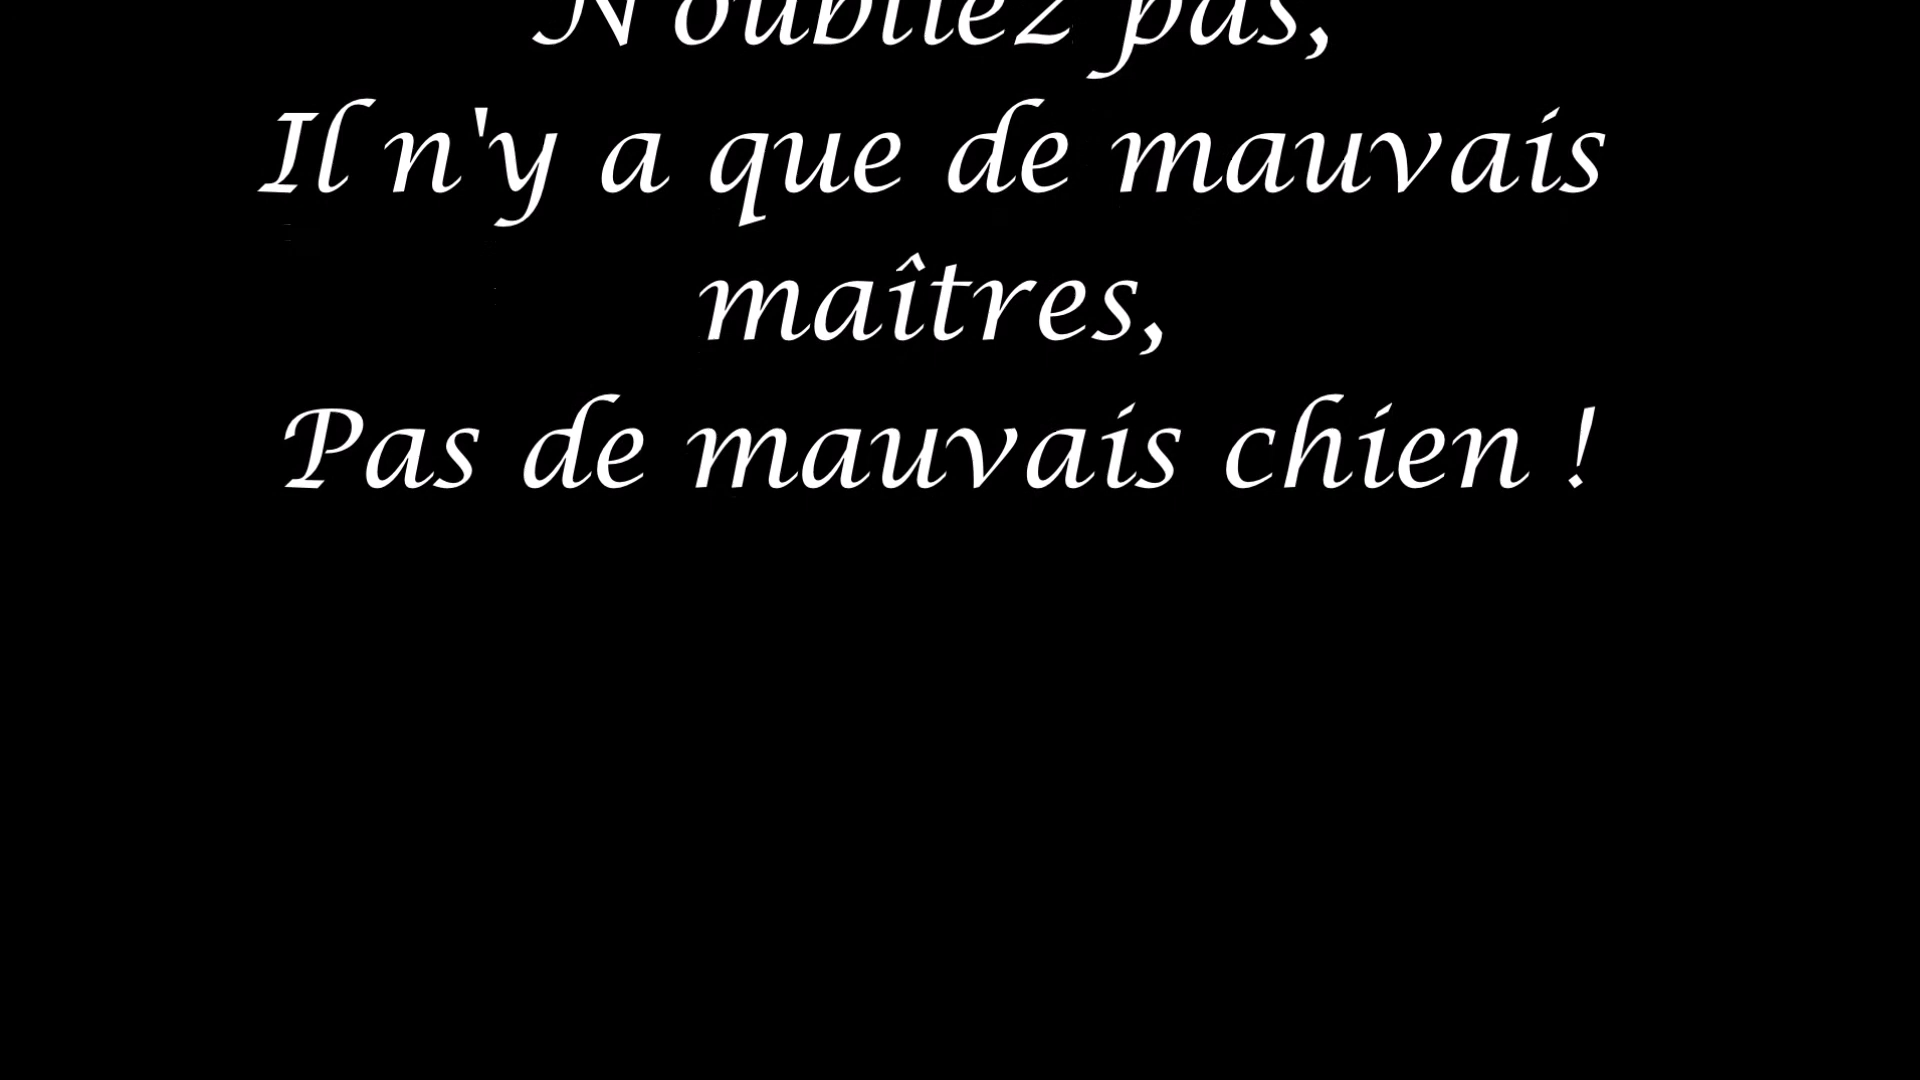 N'oubliez pas,
Il n'y a que de mauvais
maîtres,
Pas de mauvais chien !